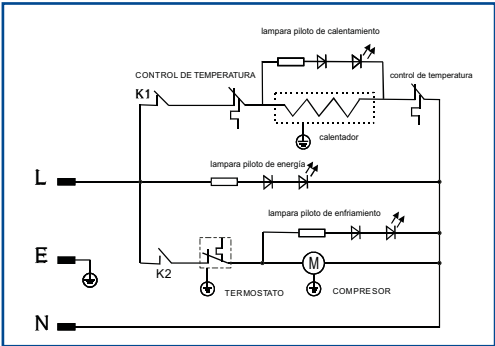 lampara piloto de calentamiento
CONTROL DE TEMPERATURA
control de temperatura
K1
calentador
lampara piloto de energía
L
lampara piloto de enfriamiento
E
K2
M
TERMOSTATO
COMPRESOR
N